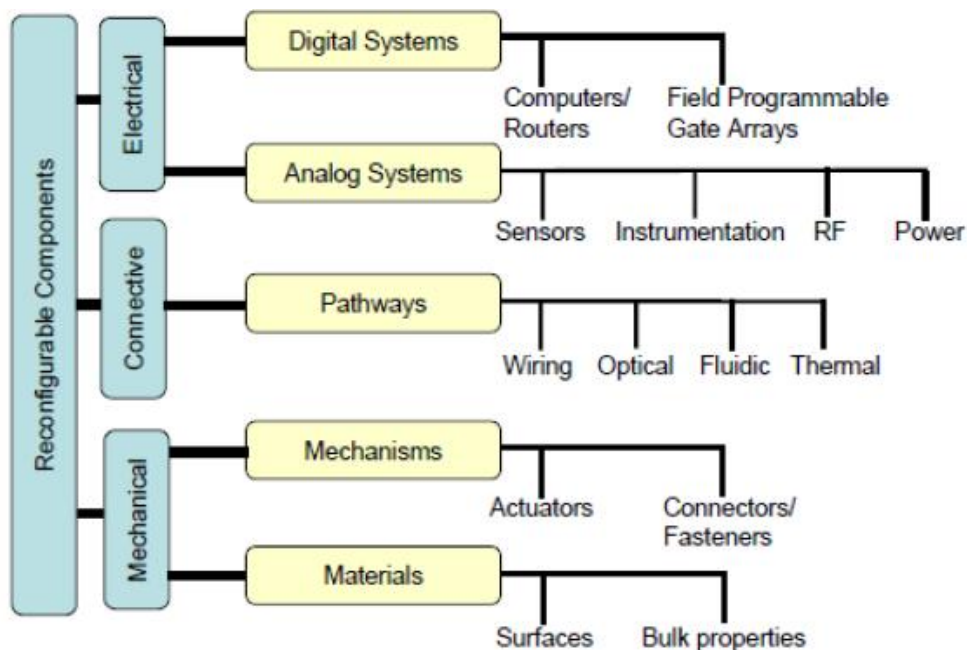 Reconfigurable Components
Electrical
Digital Systems
Computers/
Routers
Field Programmable
Gate Arrays
Analog Systems
Sensors
Instrumentation
RF
Power
Connective
Pathways
Wiring
Optical
Fluidic
Thermal
Mechanical
Mechanisms
Actuators
Connectors/
Fasteners
Materials
Surfaces
Bulk properties